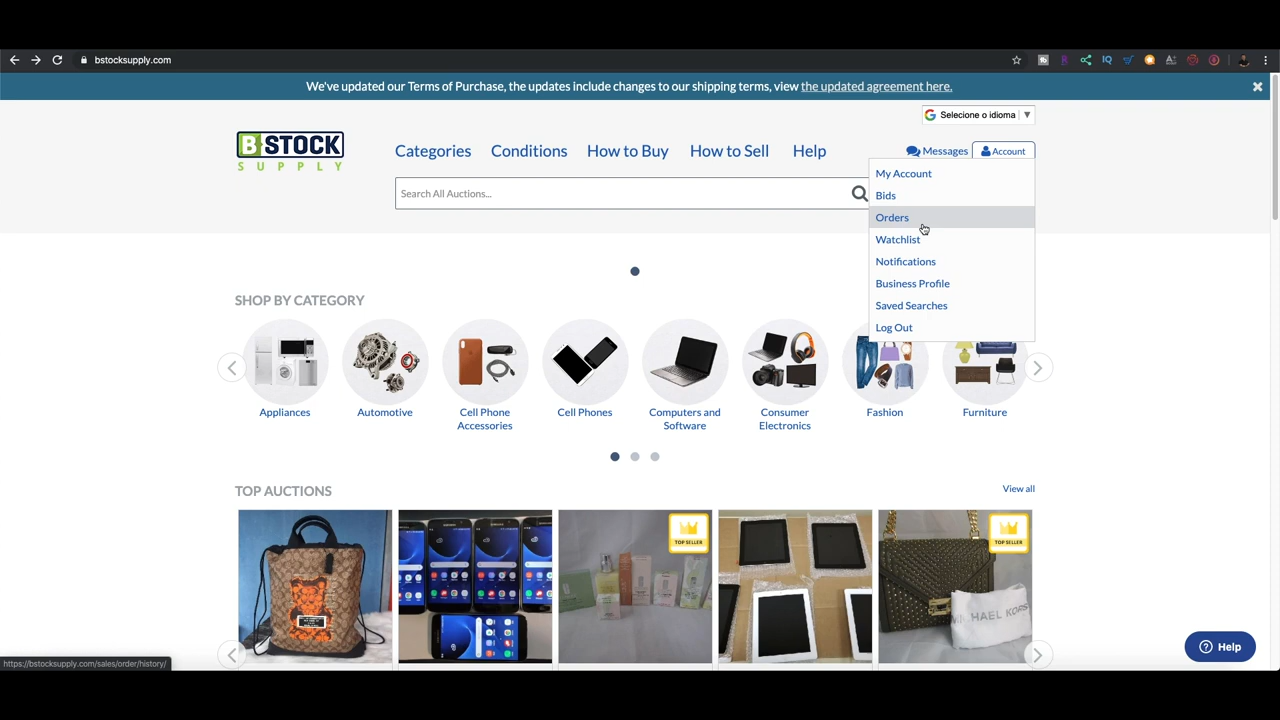 bstocksupply.com
We've updated our Terms of Purchase, the updates include changes to our shipping terms, view the updated agreement here.
Selecione o idioma
B STOCK
SUPPLY
Categories
Conditions
How to Buy
How to Sell
Help
Messages
Account
Search All Auctions...
My Account
Bids
Orders
Watchlist
Notifications
Business Profile
Saved Searches
Log Out
SHOP BY CATEGORY
Appliances
Automotive
Cell Phone
Accessories
Cell Phones
Computers and
Software
Consumer
Electronics
Fashion
Furniture
TOP AUCTIONS
View all
TOP SELLER
TOP SELLER
MICHAEL KORS
Help
https://bstocksupply.com/sales/order/history/